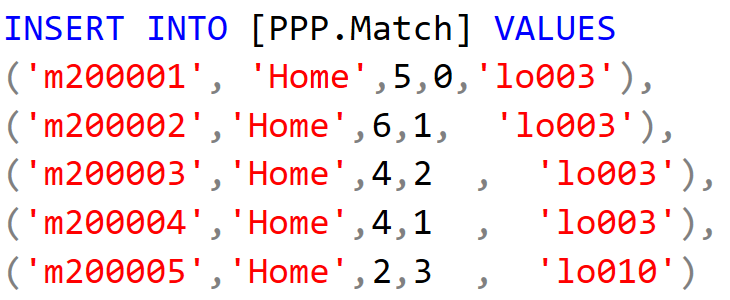 INSERT INTO [PPP.Match] VALUES
('m200001', 'Home',5,0,'lo003'),
('m200002','Home',6,1,  'lo003'),
('m200003','Home',4,2  ,  'lo003'),
('m200004','Home',4,1  ,  'lo003'),
('m200005','Home',2,3  ,  'lo010')